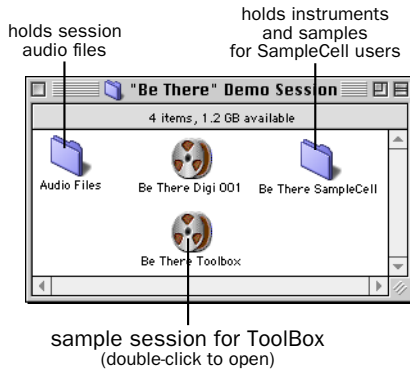 holds session
audio files
holds instruments
and samples
for SampleCell users
"Be There" Demo Session
4 items, 1.2 GB available
Audio Files
Be There Digi 001
Be There SampleCell
Be There Toolbox
sample session for ToolBox
(double-click to open)